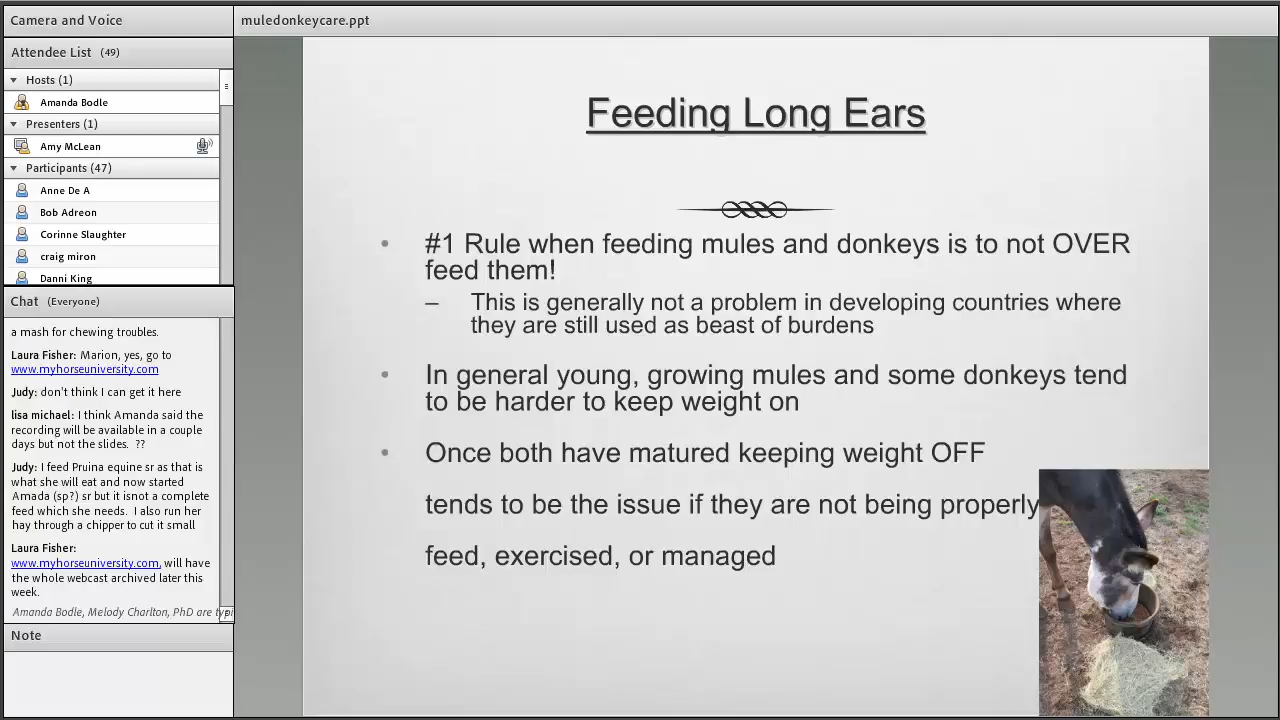 Camera and Voice
muledonkeycare.ppt
Attendee List (49)
Hosts (1)
Amanda Bodle
Presenters (1)
Amy McLean
Participants (47)
Anne De A
Bob Adreon
Corinne Slaughter
craig miron
Danni King
Chat (Everyone)
a mash for chewing troubles.
Laura Fisher: Marion, yes, go to
www.myhorseuniversity.com
Judy: don't think I can get it here
lisa michael: I think Amanda said the
recording will be available in a couple
days but not the slides. ??
Judy: I feed Pruina equine sr as that is
what she will eat and now started
Amada (sp?) sr but it isnot a complete
feed which she needs. I also run her
hay through a chipper to cut it small
Laura Fisher:
www.myhorseuniversity.com, will have
the whole webcast archived later this
week.
Amanda Bodle, Melody Charlton, PhD are typi
Note
Feeding Long Ears
• #1 Rule when feeding mules and donkeys is to not OVER
feed them!
– This is generally not a problem in developing countries where
they are still used as beast of burdens
• In general young, growing mules and some donkeys tend
to be harder to keep weight on
• Once both have matured keeping weight OFF
tends to be the issue if they are not being properly
feed, exercised, or managed